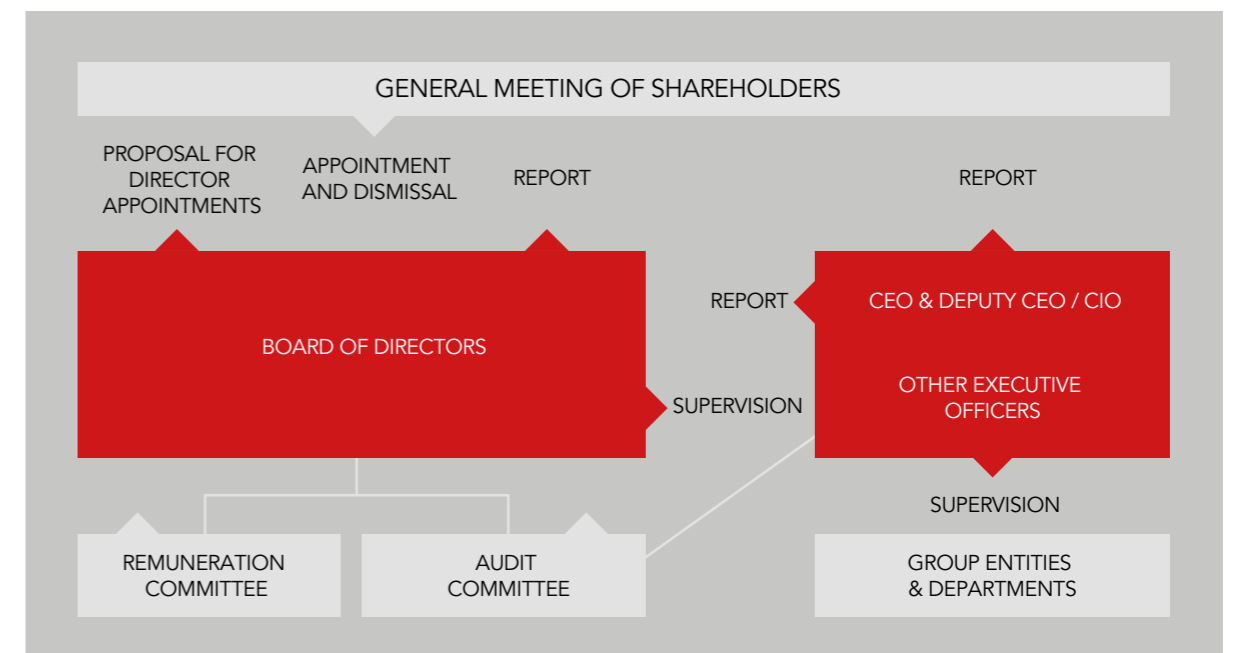 GENERAL MEETING OF SHAREHOLDERS
PROPOSAL FOR
DIRECTOR
APPOINTMENTS
APPOINTMENT
AND DISMISSAL
REPORT
REPORT
BOARD OF DIRECTORS
REPORT
SUPERVISION
CEO & DEPUTY CEO / CIO
OTHER EXECUTIVE
OFFICERS
SUPERVISION
REMUNERATION
COMMITTEE
AUDIT
COMMITTEE
GROUP ENTITIES
& DEPARTMENTS